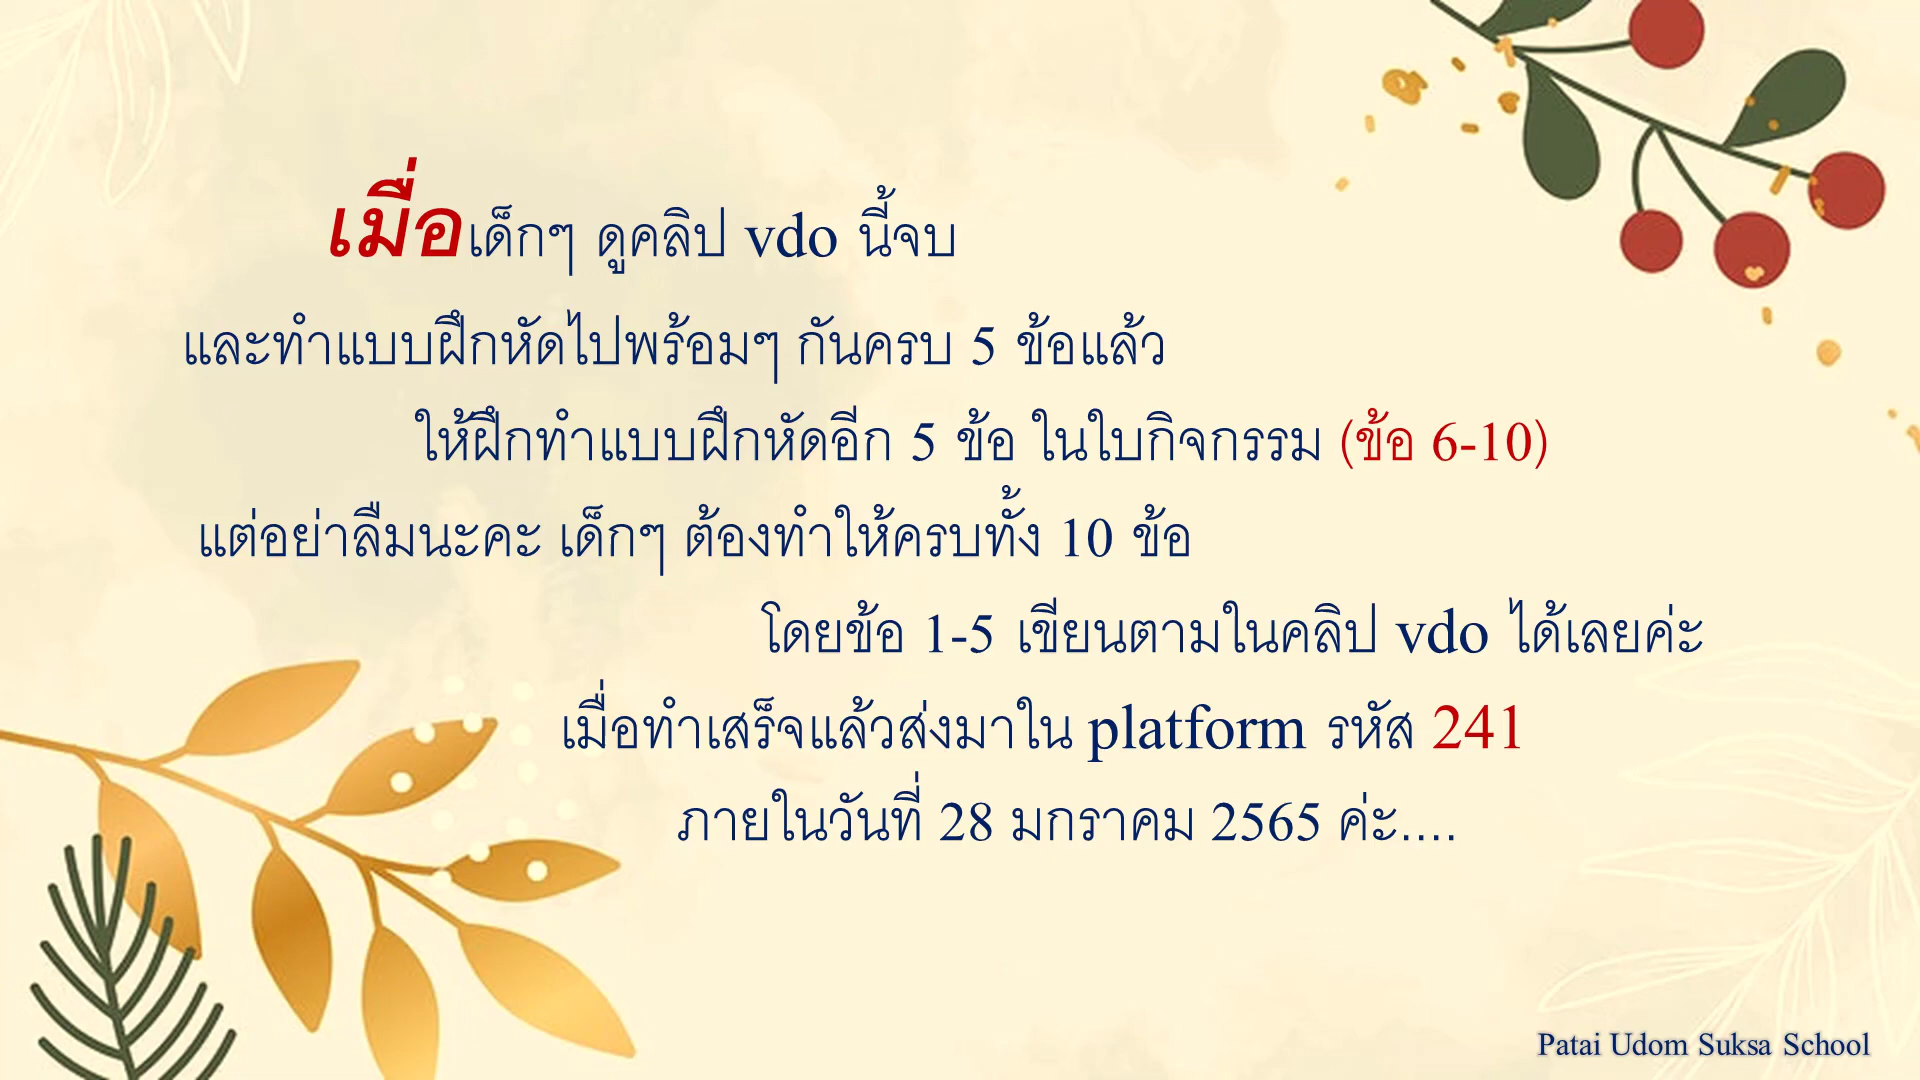 เมื่อเด็กๆ ดูคลิป vdo นี้จบ
และทำแบบฝึกหัดไปพร้อมๆ กันครบ 5 ข้อแล้ว
ให้ฝึกทำแบบฝึกหัดอีก 5 ข้อ ในใบกิจกรรม (ข้อ 6-10)
แต่อย่าลืมนะคะ เด็กๆ ต้องทำให้ครบทั้ง 10 ข้อ
โดยข้อ 1-5 เขียนตามในคลิป vdo ได้เลยค่ะ
เมื่อทำเสร็จแล้วส่งมาใน platform รหัส 241
ภายในวันที่ 28 มกราคม 2565 ค่ะ....
Patai Udom Suksa School